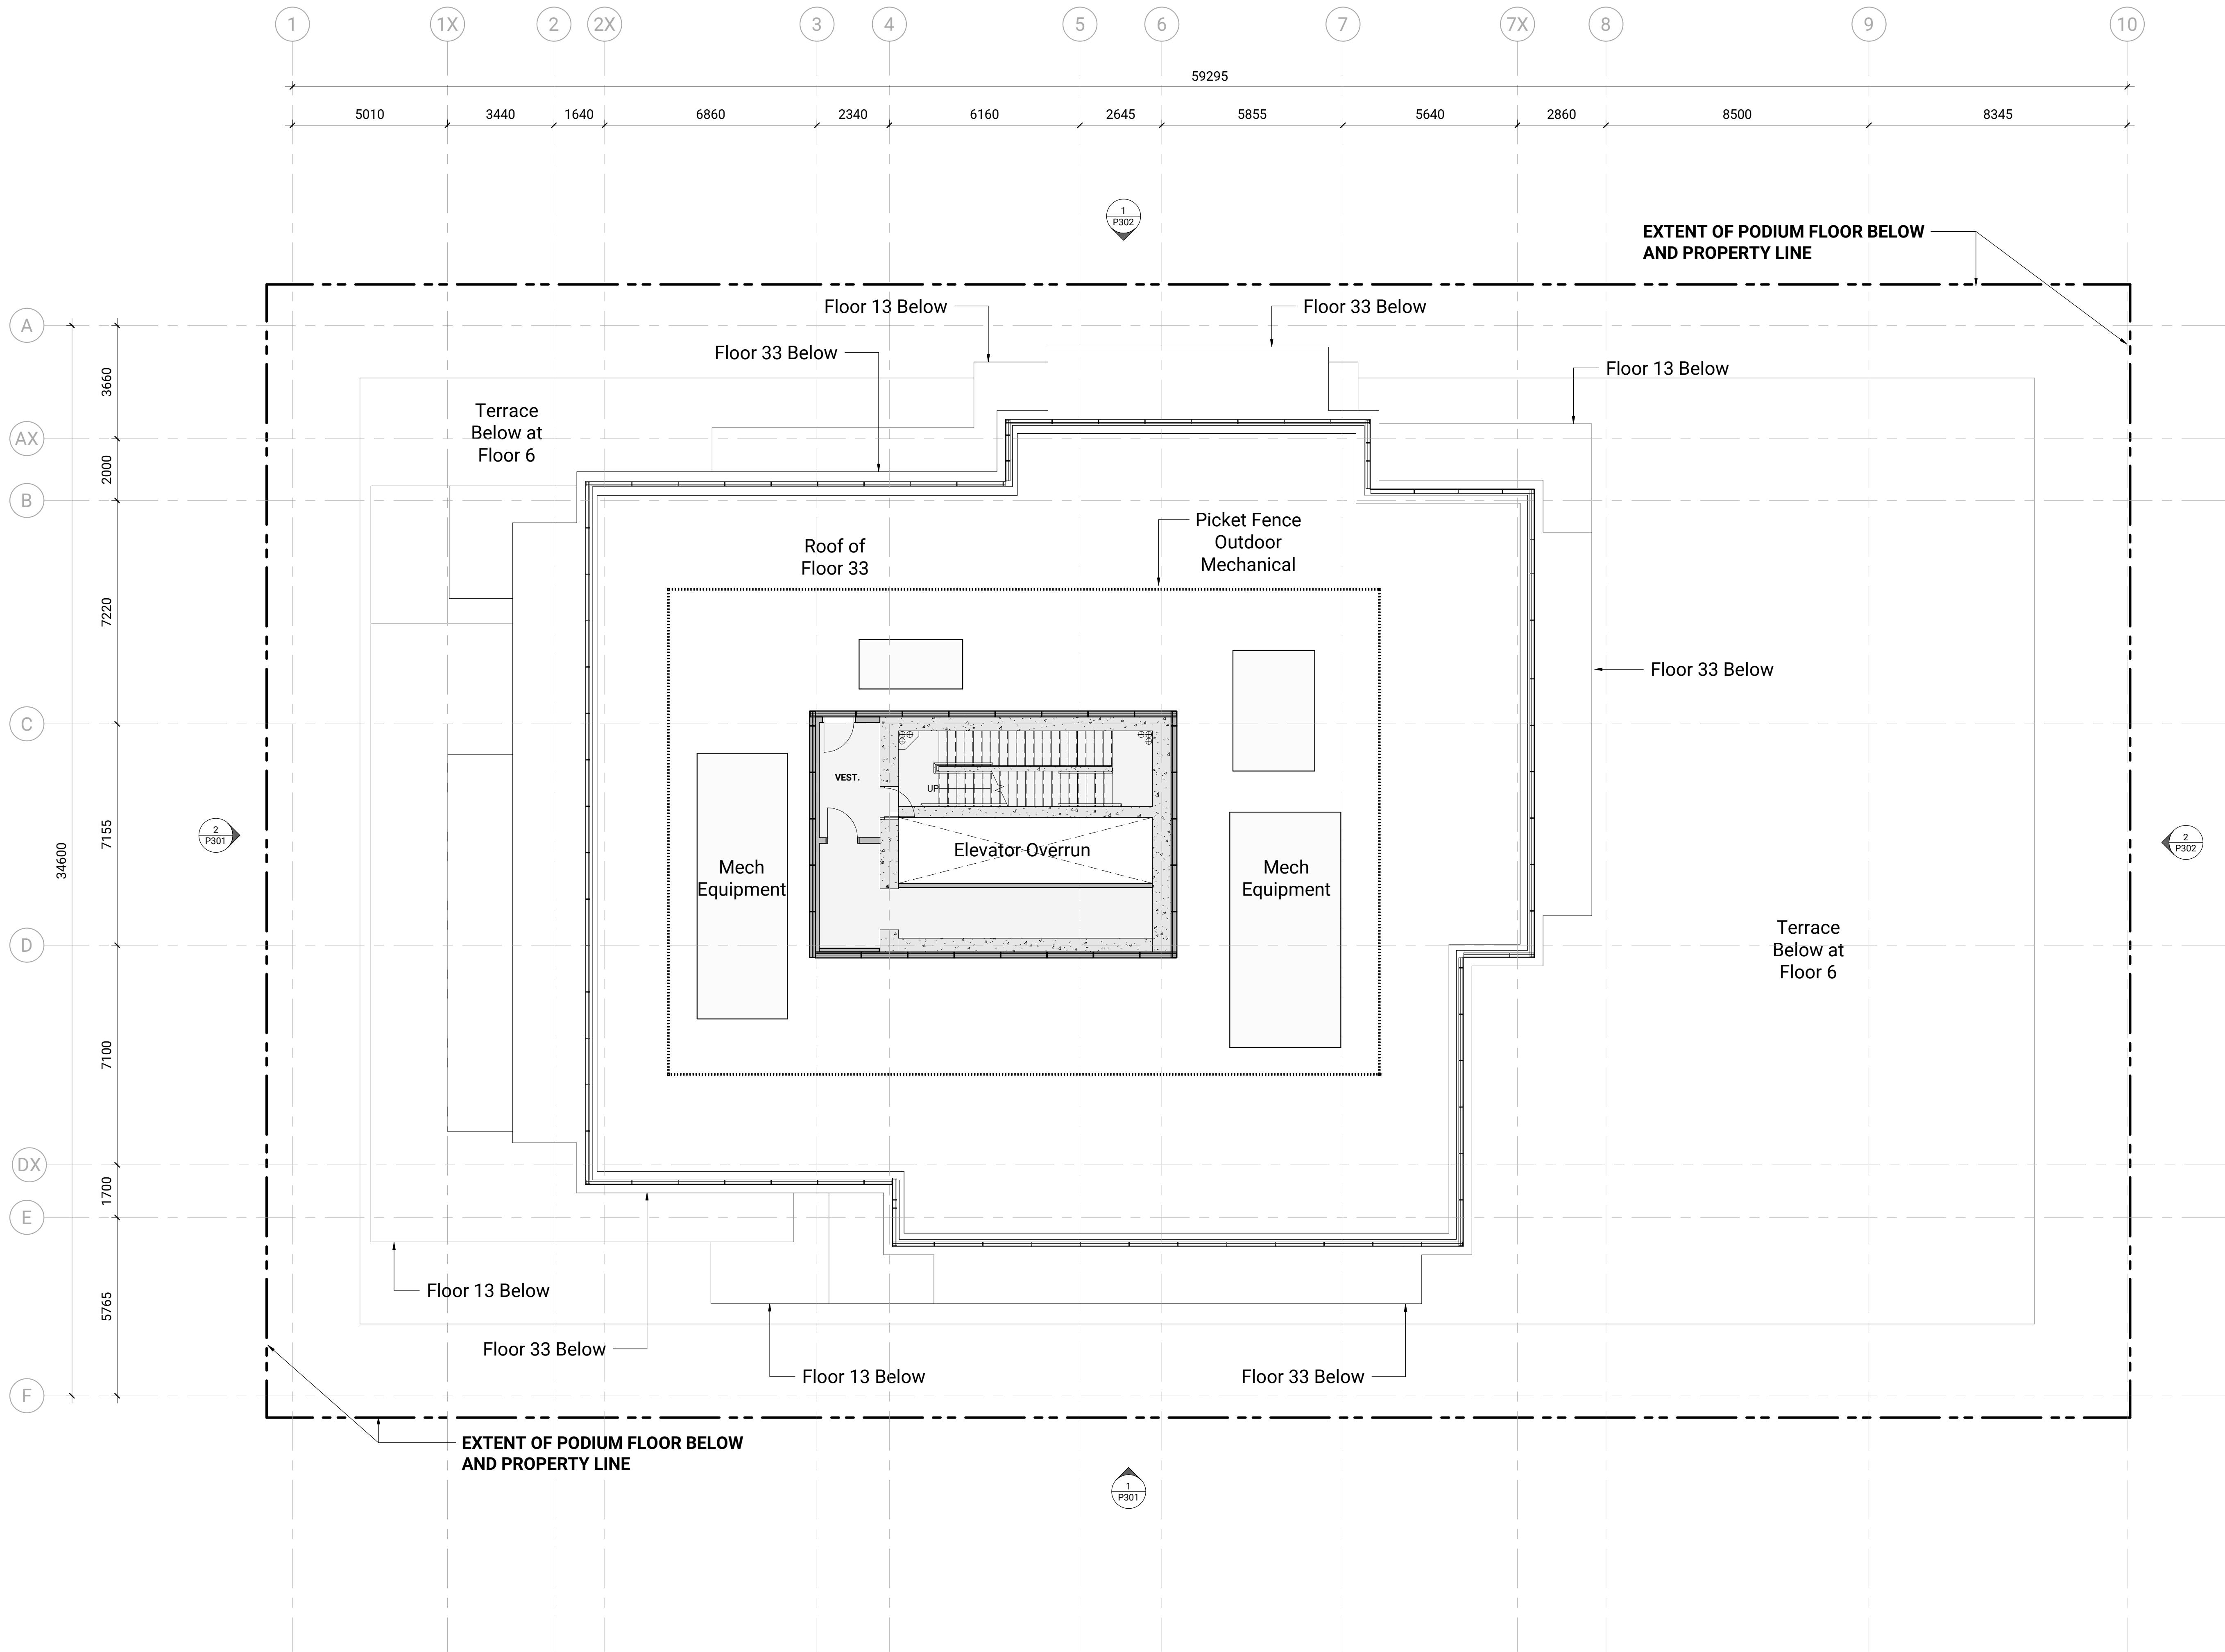 1
1X
2
2X
3
4
5
6
7
7X
8
9
10
59295
5010
3440
1640
6860
2340
6160
2645
5855
5640
2860
8500
8345
1
P302
EXTENT OF PODIUM FLOOR BELOW
AND PROPERTY LINE
Floor 13 Below
Floor 33 Below
A
Floor 33 Below
Floor 13 Below
3660
Terrace
Below at
Floor 6
AX
2000
B
Picket Fence
Outdoor
Mechanical
Roof of
Floor 33
7220
Floor 33 Below
C
VEST.
UP
7155
34600
2
P301
2
P302
Elevator Overrun
Mech
Equipment
Mech
Equipment
D
Terrace
Below at
Floor 6
7100
DX
1700
E
5765
Floor 13 Below
Floor 33 Below
Floor 13 Below
Floor 33 Below
F
EXTENT OF PODIUM FLOOR BELOW
AND PROPERTY LINE
1
P301